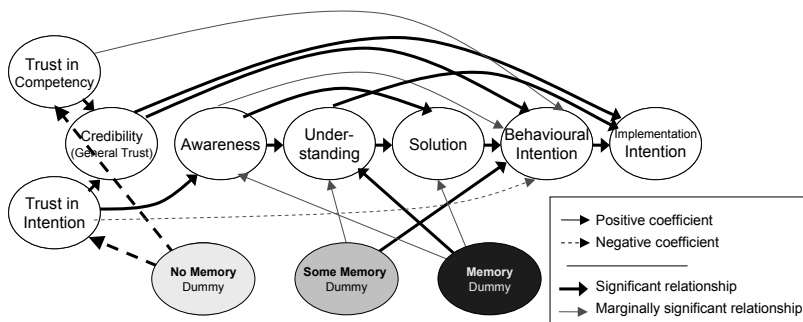 Trust in
Competency
Credibility
(General Trust)
Awareness
Under-
standing
Solution
Behavioural
Intention
Implementation
Intention
Trust in
Intention
No Memory
Dummy
Some Memory
Dummy
Memory
Dummy
Positive coefficient
Negative coefficient
Significant relationship
Marginally significant relationship